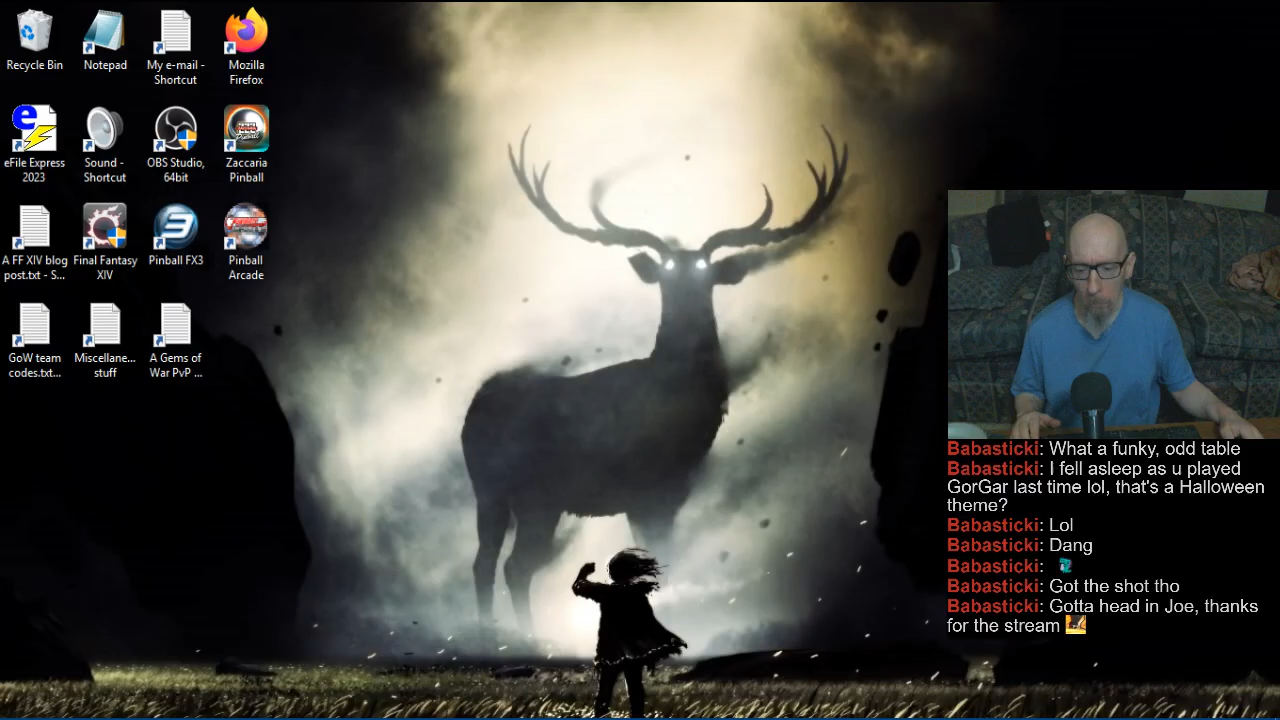 Recycle Bin
Notepad
My e-mail -
Shortcut
Mozilla
Firefox
eFile Express
2023
Sound -
Shortcut
OBS Studio,
64bit
Zaccaria
Pinball
A FF XIV blog
post.txt - S...
Final Fantasy
XIV
Pinball FX3
Pinball
Arcade
GoW team
codes.txt...
Miscellane...
stuff
A Gems of
War PvP ...
Babasticki: What a funky, odd table
Babasticki: I fell asleep as u played
GorGar last time lol, that's a Halloween
theme?
Babasticki: Lol
Babasticki: Dang
Babasticki:
Babasticki: Got the shot tho
Babasticki: Gotta head in Joe, thanks
for the stream